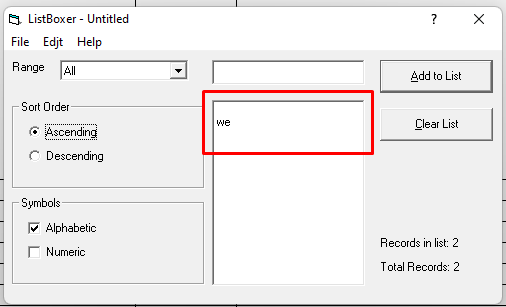 ListBoxer - Untitled
File Edjt Help
Range All
Add to List
we
Clear List
Sort Order
Ascending
Descending
Symbols
Alphabetic
Numeric
Records in list: 2
Total Records: 2